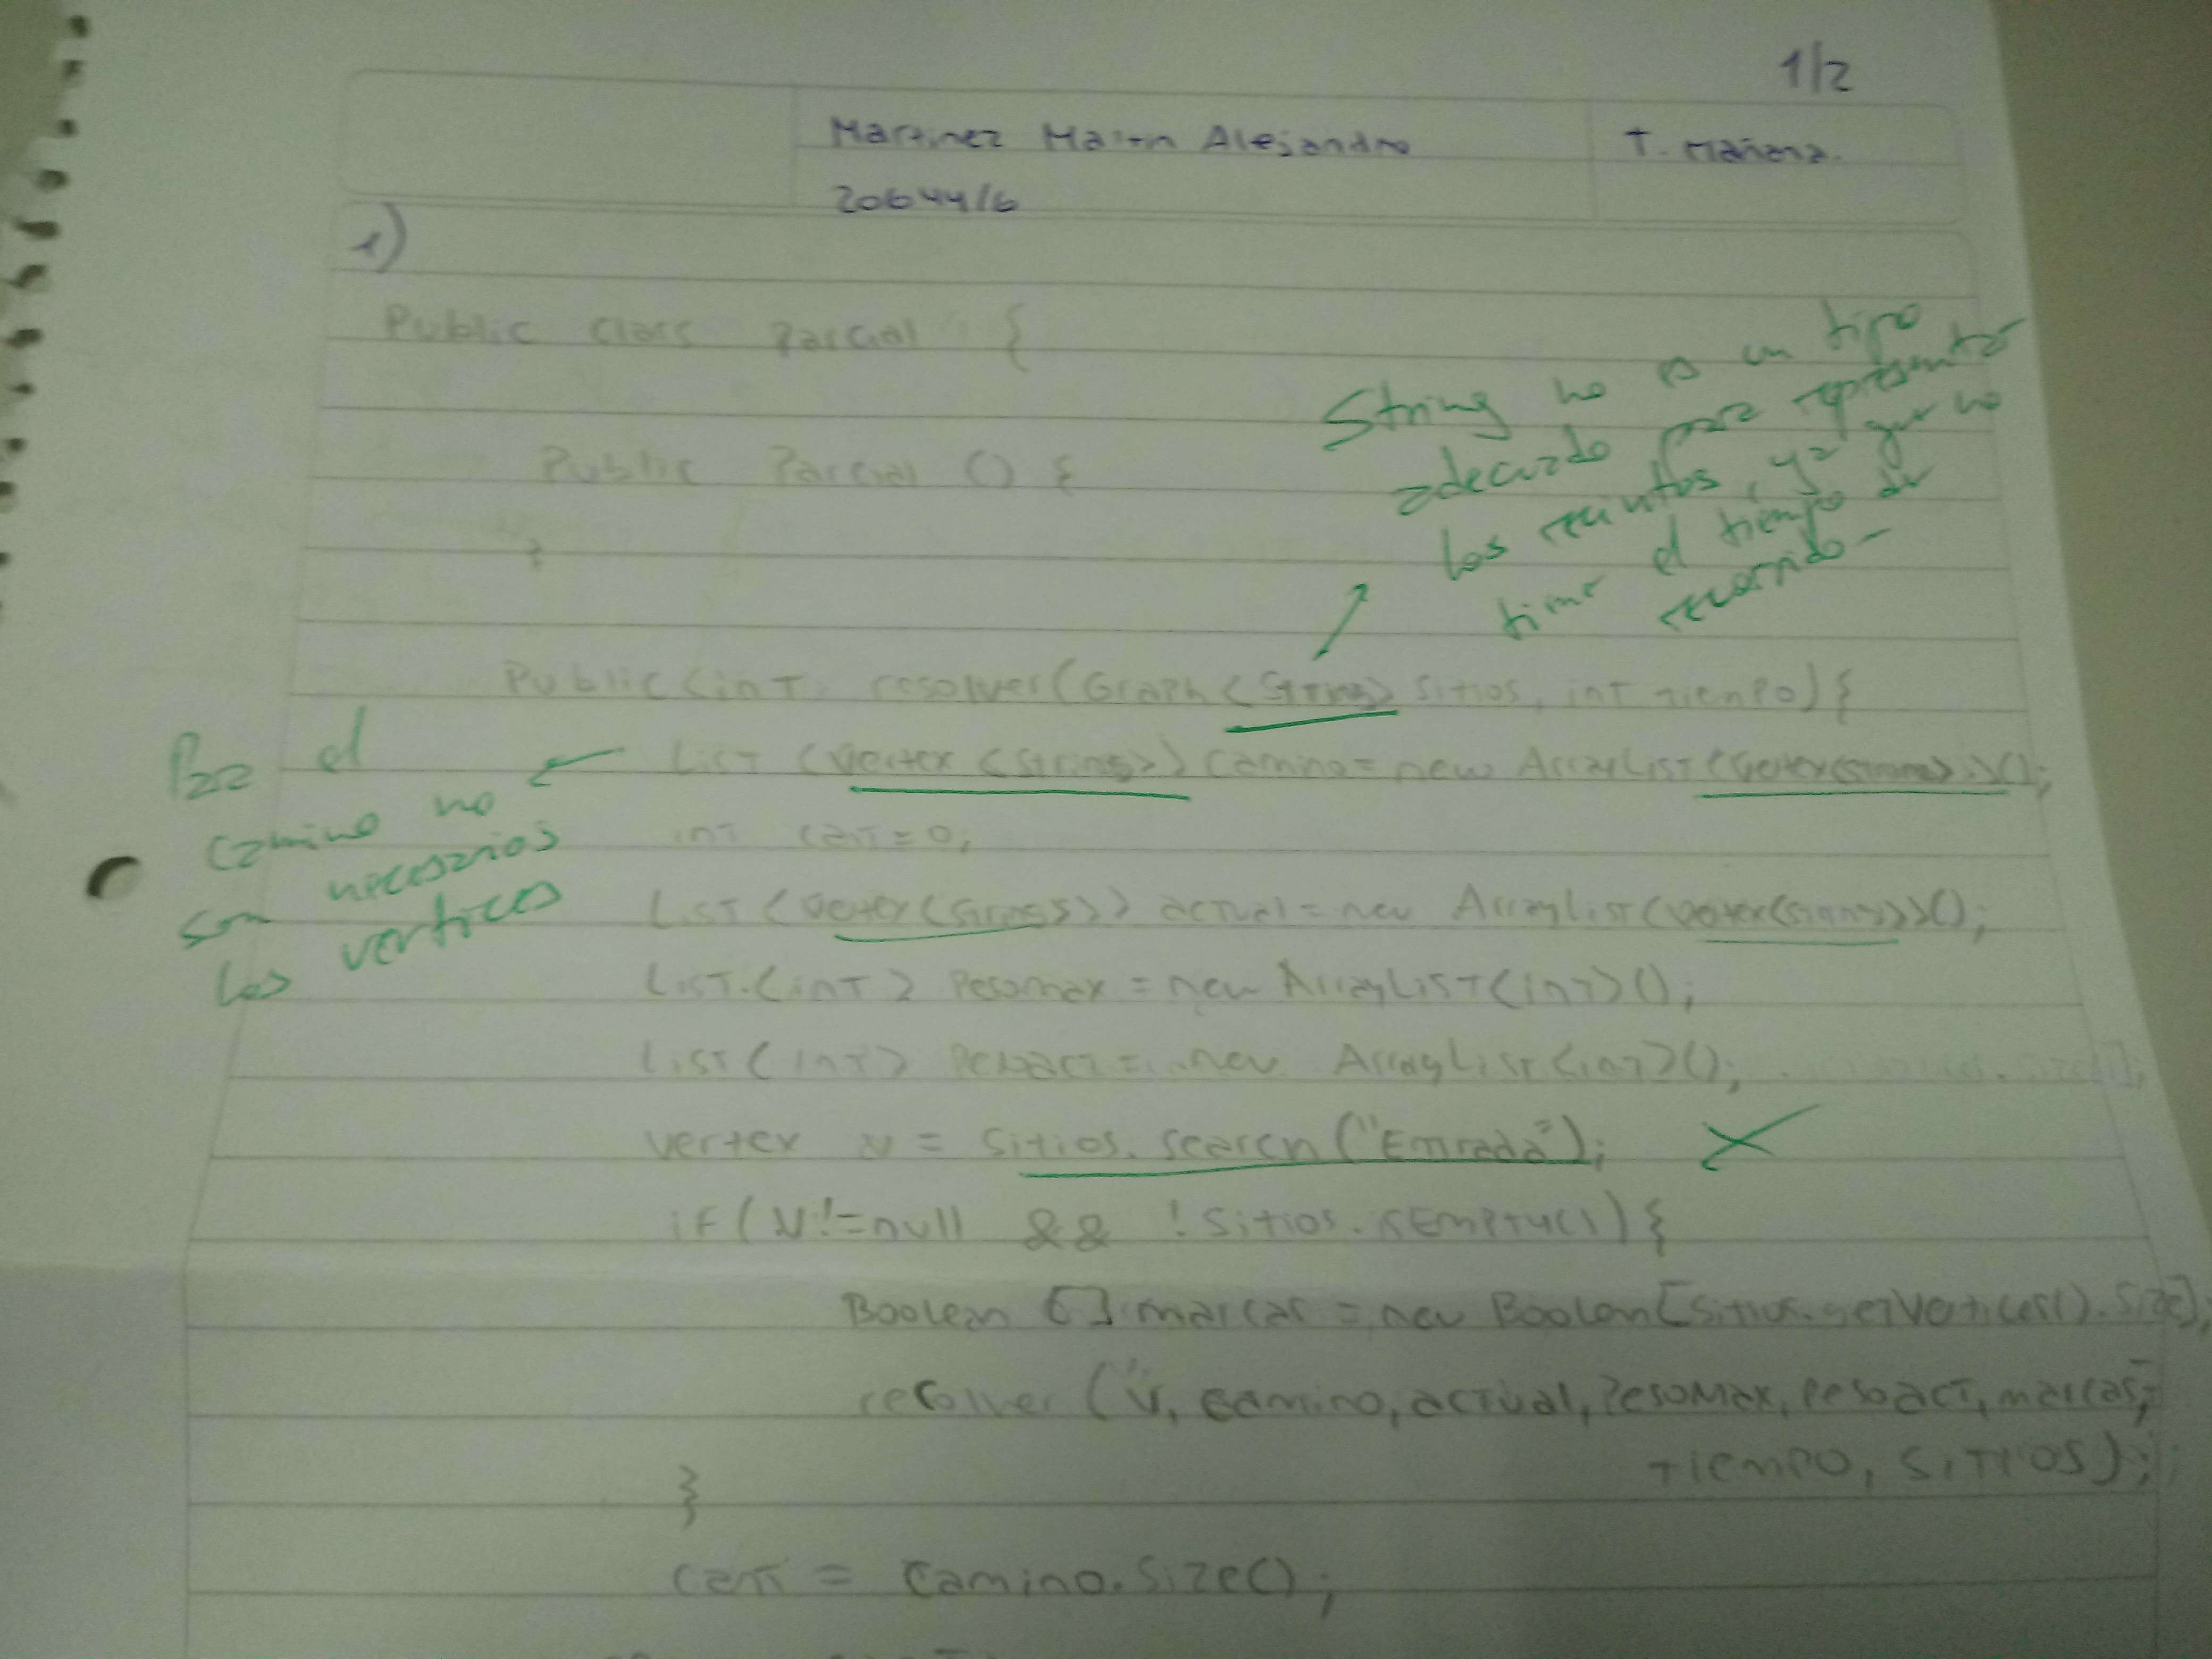 1/2
Martinez Martin Alejandro T. Mañana.
20644/6
1)
Public class Parcial {
String no es un tipo
adecuado para representar
los recintos, ya que no
tiene el tiempo de
recorrido-
Public Parcial () {
}
Public int resolver(Graph<String> sitios, int tiempo) {
Para el
camino no
son necesarios
los vertices
List <Vertex <String>> camino = new ArrayList<Vertex<String>>();
int cant = 0;
List <Vertex<String>> actual = new ArrayList<Vertex<String>>();
List <int> Pesomax = new ArrayList<int>();
List <int> Pesoact = new ArrayList<int>();
vertex v = sitios.search("Entrada");
if (v != null && ! sitios.isEmpty()) {
Boolean [] marcas = new Boolean[sitios.getVertices().size],
resolver (v, camino, actual, PesoMax, pesoact, marcas,
tiempo, sitios);
}
cant = camino.size();